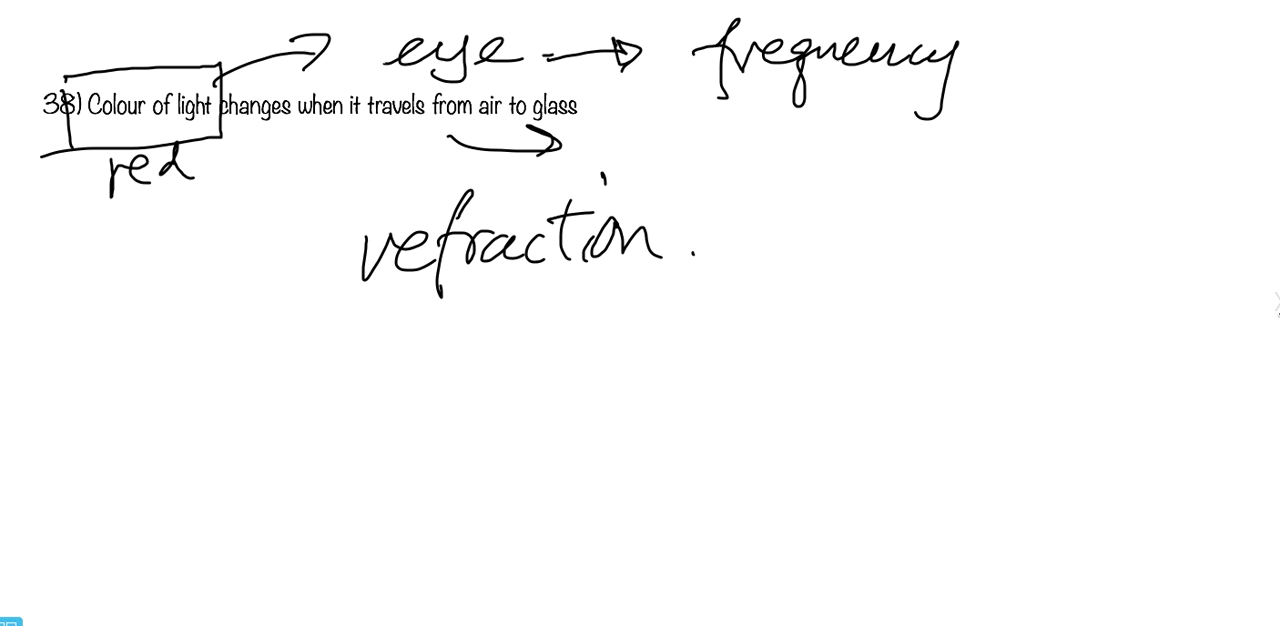 eye → frequency
38) Colour of light changes when it travels from air to glass
red
refraction.